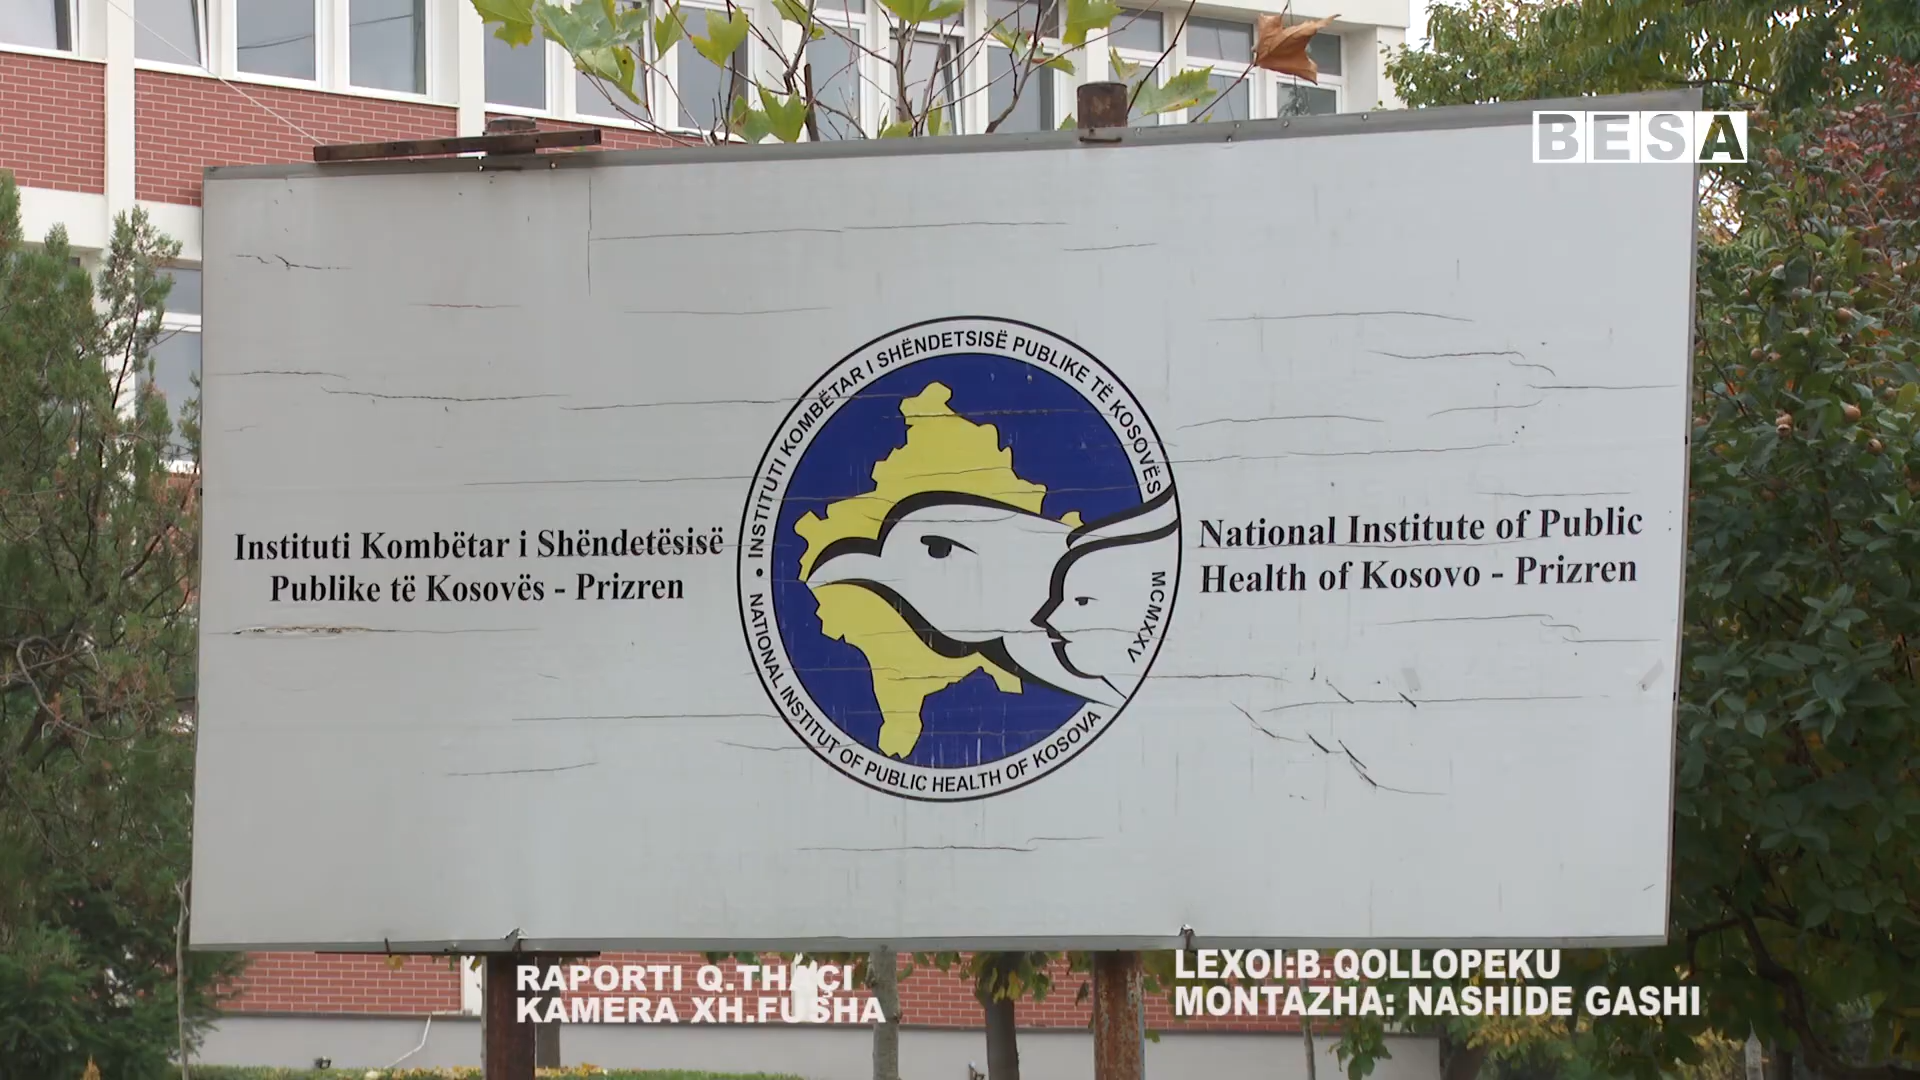 BESA
Instituti Kombëtar i Shëndetësisë
Publike të Kosovës - Prizren
• INSTITUTI KOMBËTAR I SHËNDETSISË PUBLIKE TË KOSOVËS
MCMXXV
NATIONAL INSTITUT OF PUBLIC HEALTH OF KOSOVA
National Institute of Public
Health of Kosovo - Prizren
RAPORTI Q.THAÇI
KAMERA XH.FUSHA
LEXOI:B.QOLLOPEKU
MONTAZHA: NASHIDE GASHI